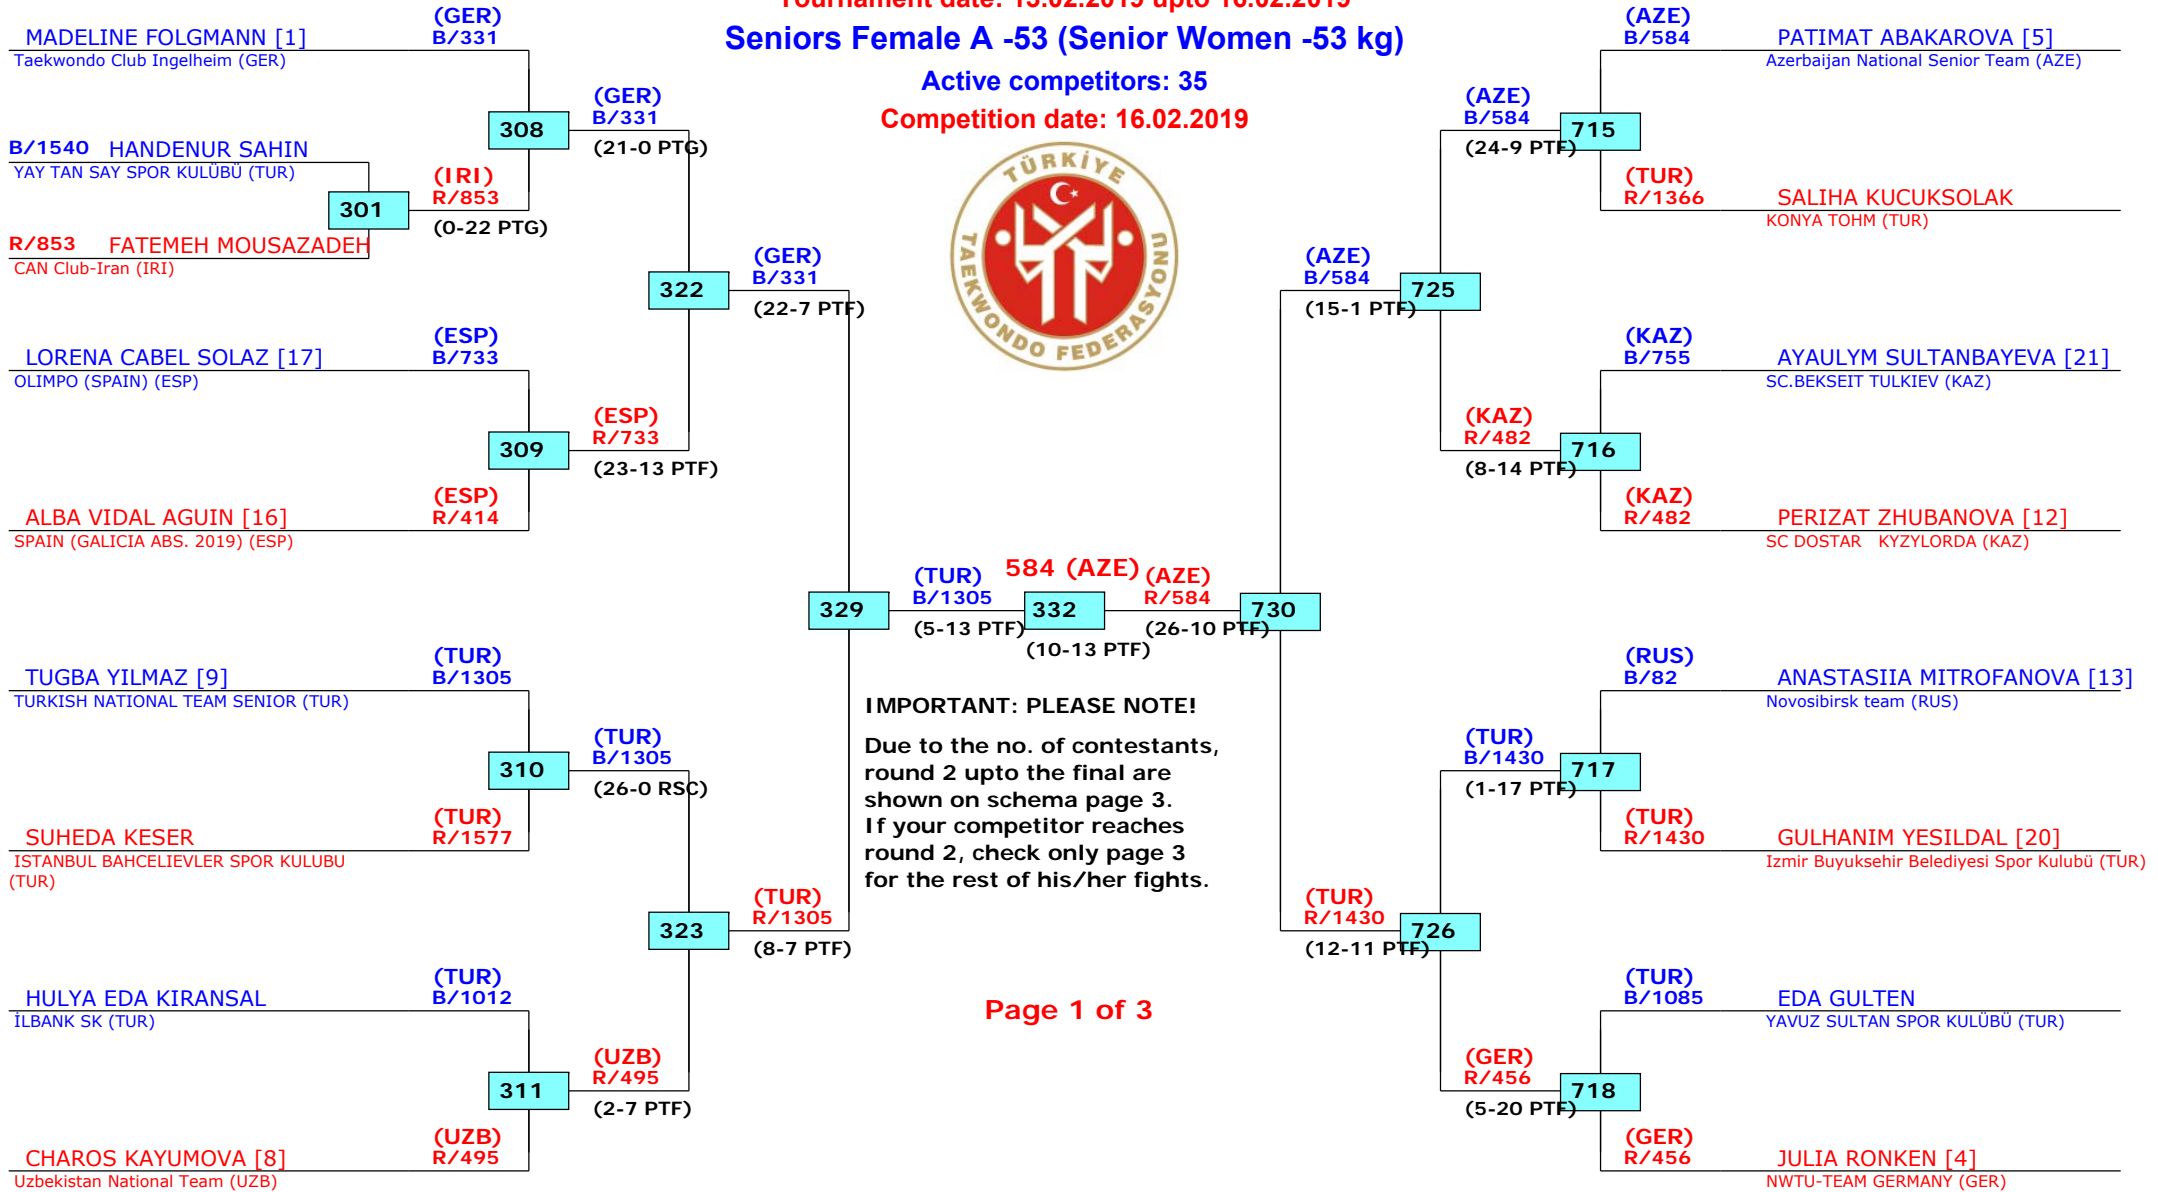 Tournament date: 13.02.2019 upto 16.02.2019
Seniors Female A -53 (Senior Women -53 kg)
Active competitors: 35
Competition date: 16.02.2019
TÜRKİYE
TAEKWONDO FEDERASYONU
MADELINE FOLGMANN [1]
Taekwondo Club Ingelheim (GER)
(GER)
B/331
B/1540 HANDENUR SAHIN
YAY TAN SAY SPOR KULÜBÜ (TUR)
R/853 FATEMEH MOUSAZADEH
CAN Club-Iran (IRI)
301
(IRI)
R/853
(0-22 PTG)
308
(GER)
B/331
(21-0 PTG)
LORENA CABEL SOLAZ [17]
OLIMPO (SPAIN) (ESP)
(ESP)
B/733
ALBA VIDAL AGUIN [16]
SPAIN (GALICIA ABS. 2019) (ESP)
(ESP)
R/414
309
(ESP)
R/733
(23-13 PTF)
322
(GER)
B/331
(22-7 PTF)
TUGBA YILMAZ [9]
TURKISH NATIONAL TEAM SENIOR (TUR)
(TUR)
B/1305
SUHEDA KESER
ISTANBUL BAHCELIEVLER SPOR KULUBU
(TUR)
(TUR)
R/1577
310
(TUR)
B/1305
(26-0 RSC)
HULYA EDA KIRANSAL
İLBANK SK (TUR)
(TUR)
B/1012
CHAROS KAYUMOVA [8]
Uzbekistan National Team (UZB)
(UZB)
R/495
311
(UZB)
R/495
(2-7 PTF)
323
(TUR)
R/1305
(8-7 PTF)
329
(TUR)
B/1305
(5-13 PTF)
584 (AZE)
332
(10-13 PTF)
(AZE)
R/584
(26-10 PTF)
730
IMPORTANT: PLEASE NOTE!
Due to the no. of contestants,
round 2 upto the final are
shown on schema page 3.
If your competitor reaches
round 2, check only page 3
for the rest of his/her fights.
Page 1 of 3
(AZE)
B/584
(15-1 PTF)
725
(AZE)
B/584
(24-9 PTF)
715
(AZE)
B/584
PATIMAT ABAKAROVA [5]
Azerbaijan National Senior Team (AZE)
(TUR)
R/1366
SALIHA KUCUKSOLAK
KONYA TOHM (TUR)
(KAZ)
R/482
(8-14 PTF)
716
(KAZ)
B/755
AYAULYM SULTANBAYEVA [21]
SC.BEKSEIT TULKIEV (KAZ)
(KAZ)
R/482
PERIZAT ZHUBANOVA [12]
SC DOSTAR KYZYLORDA (KAZ)
(TUR)
R/1430
(12-11 PTF)
726
(TUR)
B/1430
(1-17 PTF)
717
(RUS)
B/82
ANASTASIIA MITROFANOVA [13]
Novosibirsk team (RUS)
(TUR)
R/1430
GULHANIM YESILDAL [20]
Izmir Buyuksehir Belediyesi Spor Kulubü (TUR)
(GER)
R/456
(5-20 PTF)
718
(TUR)
B/1085
EDA GULTEN
YAVUZ SULTAN SPOR KULÜBÜ (TUR)
(GER)
R/456
JULIA RONKEN [4]
NWTU-TEAM GERMANY (GER)